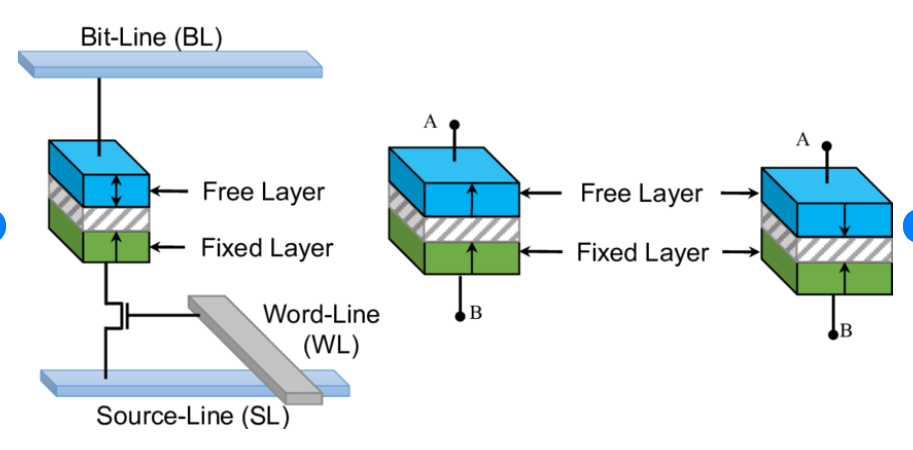 Bit-Line (BL)
A
A
Free Layer
Free Layer
Fixed Layer
Fixed Layer
B
Word-Line
(WL)
B
Source-Line (SL)